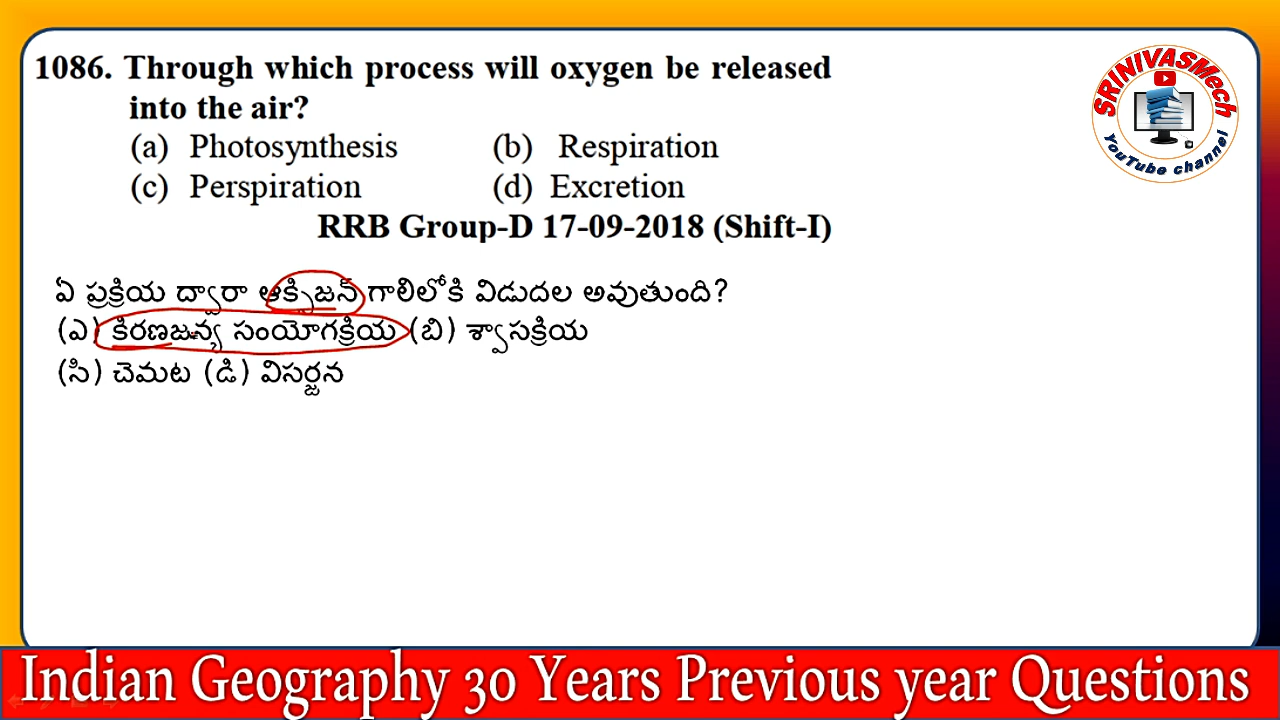 1086. Through which process will oxygen be released
into the air?
(a) Photosynthesis (b) Respiration
(c) Perspiration (d) Excretion
RRB Group-D 17-09-2018 (Shift-I)
ఏ ప్రక్రియ ద్వారా ఆక్సిజన్ గాలిలోకి విడుదల అవుతుంది?
(ఎ) కిరణజన్య సంయోగక్రియ (బి) శ్వాసక్రియ
(సి) చెమట (డి) విసర్జన
SRINIVASMech
YouTube channel
Indian Geography 30 Years Previous year Questions